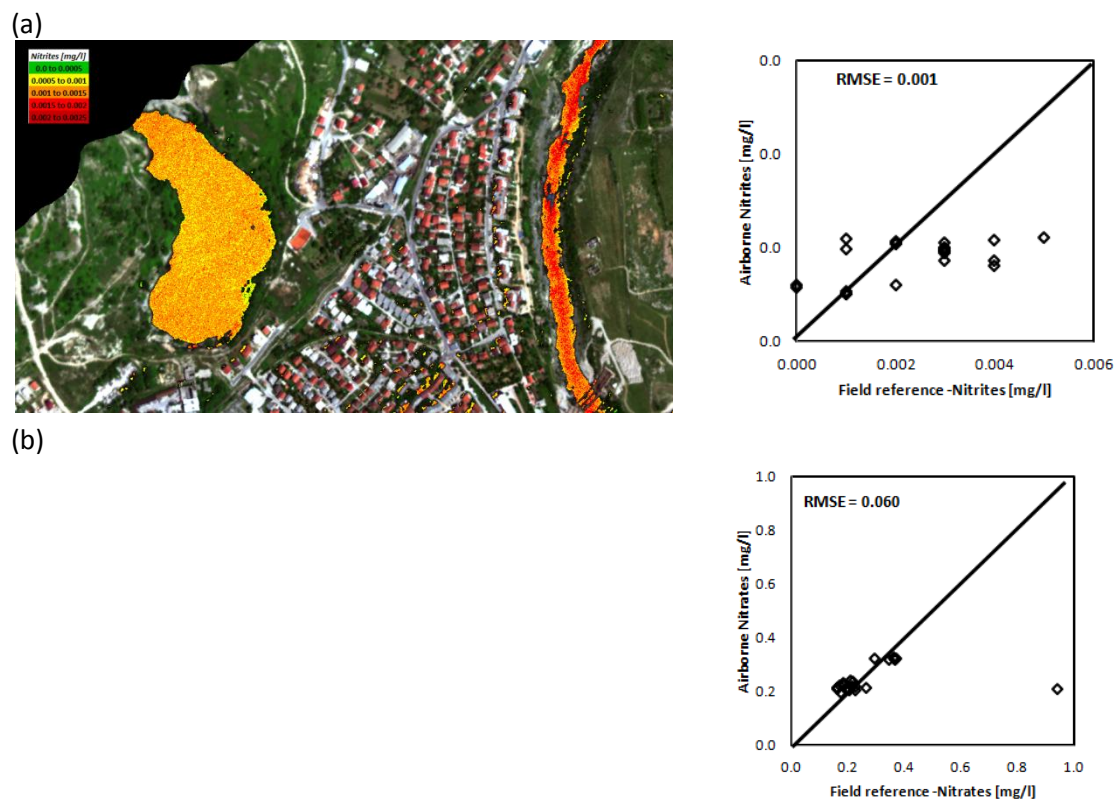 (a)
Nitrites [mg/l]
0.0 to 0.0005
0.0005 to 0.001
0.001 to 0.0015
0.0015 to 0.002
0.002 to 0.0025
RMSE = 0.001
Airborne Nitrites [mg/l]
0.0
0.0
0.0
0.0
0.000 0.002 0.004 0.006
Field reference -Nitrites [mg/l]
(b)
RMSE = 0.060
Airborne Nitrates [mg/l]
1.0
0.8
0.6
0.4
0.2
0.0
0.0 0.2 0.4 0.6 0.8 1.0
Field reference -Nitrates [mg/l]